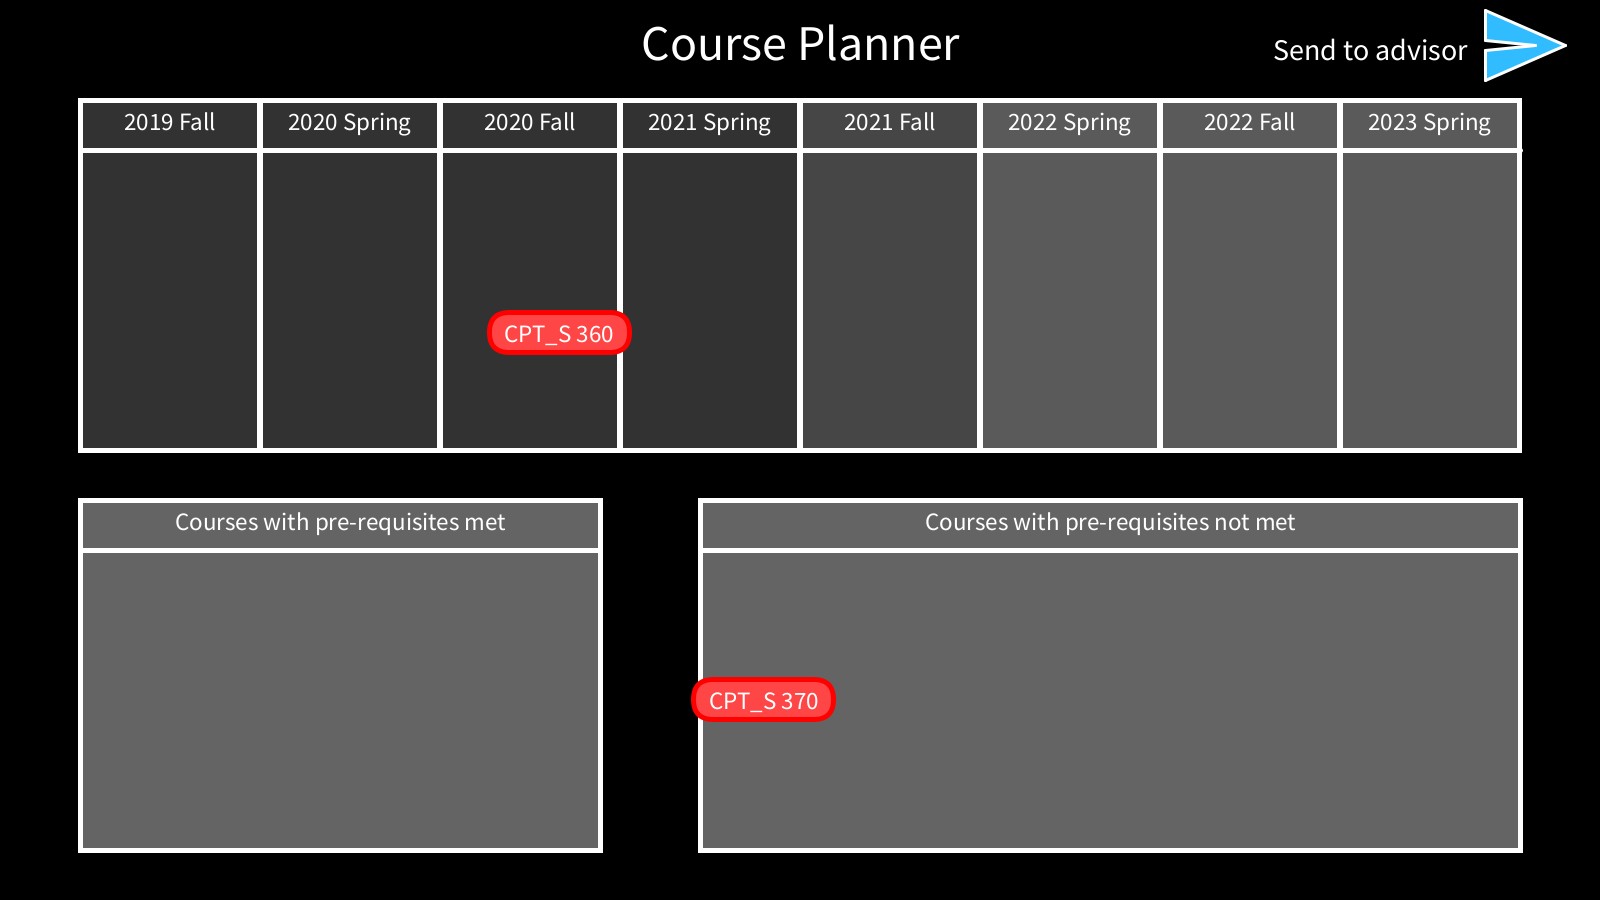 Course Planner
Send to advisor
2019 Fall
2020 Spring
2020 Fall
2021 Spring
2021 Fall
2022 Spring
2022 Fall
2023 Spring
CPT_S 360
Courses with pre-requisites met
Courses with pre-requisites not met
CPT_S 370